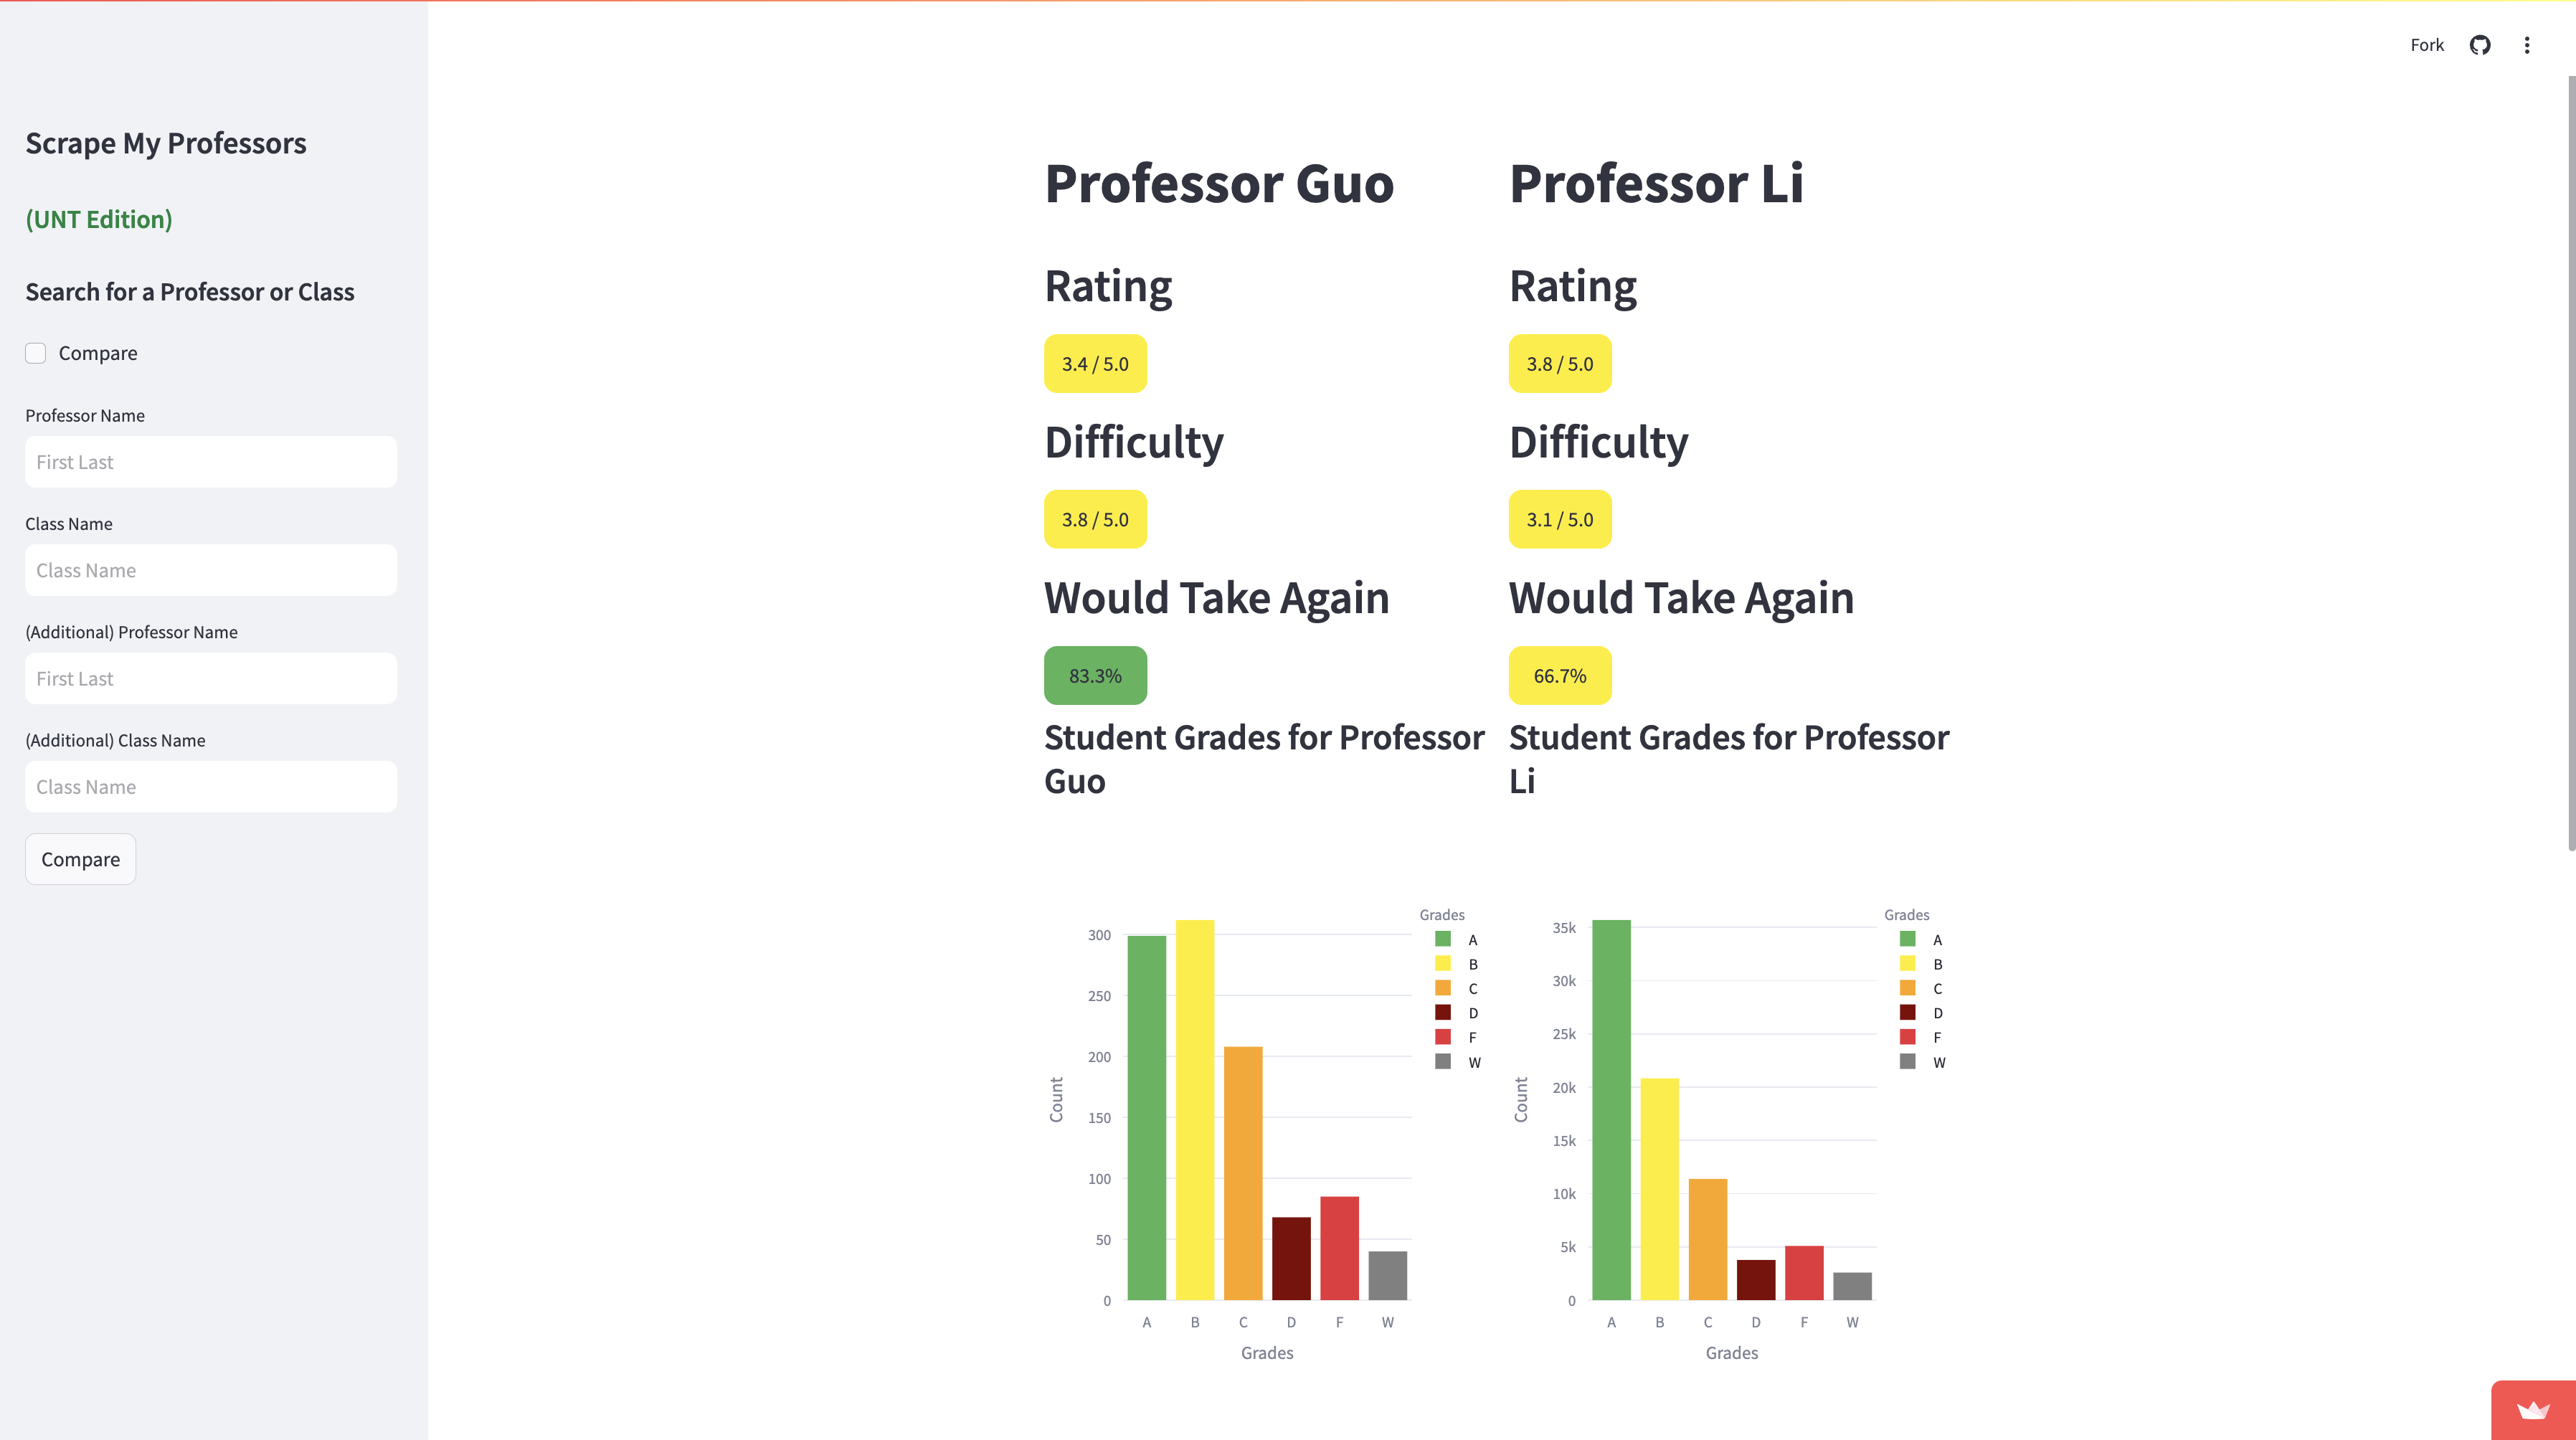 Fork
Scrape My Professors
(UNT Edition)
Search for a Professor or Class
Compare
Professor Name
First Last
Class Name
Class Name
(Additional) Professor Name
First Last
(Additional) Class Name
Class Name
Compare
Professor Guo
Rating
3.4 / 5.0
Difficulty
3.8 / 5.0
Would Take Again
83.3%
Student Grades for Professor
Guo
Grades
A
B
C
D
F
W
300
250
200
150
100
50
0
Count
A B C D F W
Grades
Professor Li
Rating
3.8 / 5.0
Difficulty
3.1 / 5.0
Would Take Again
66.7%
Student Grades for Professor
Li
Grades
A
B
C
D
F
W
35k
30k
25k
20k
15k
10k
5k
0
Count
A B C D F W
Grades